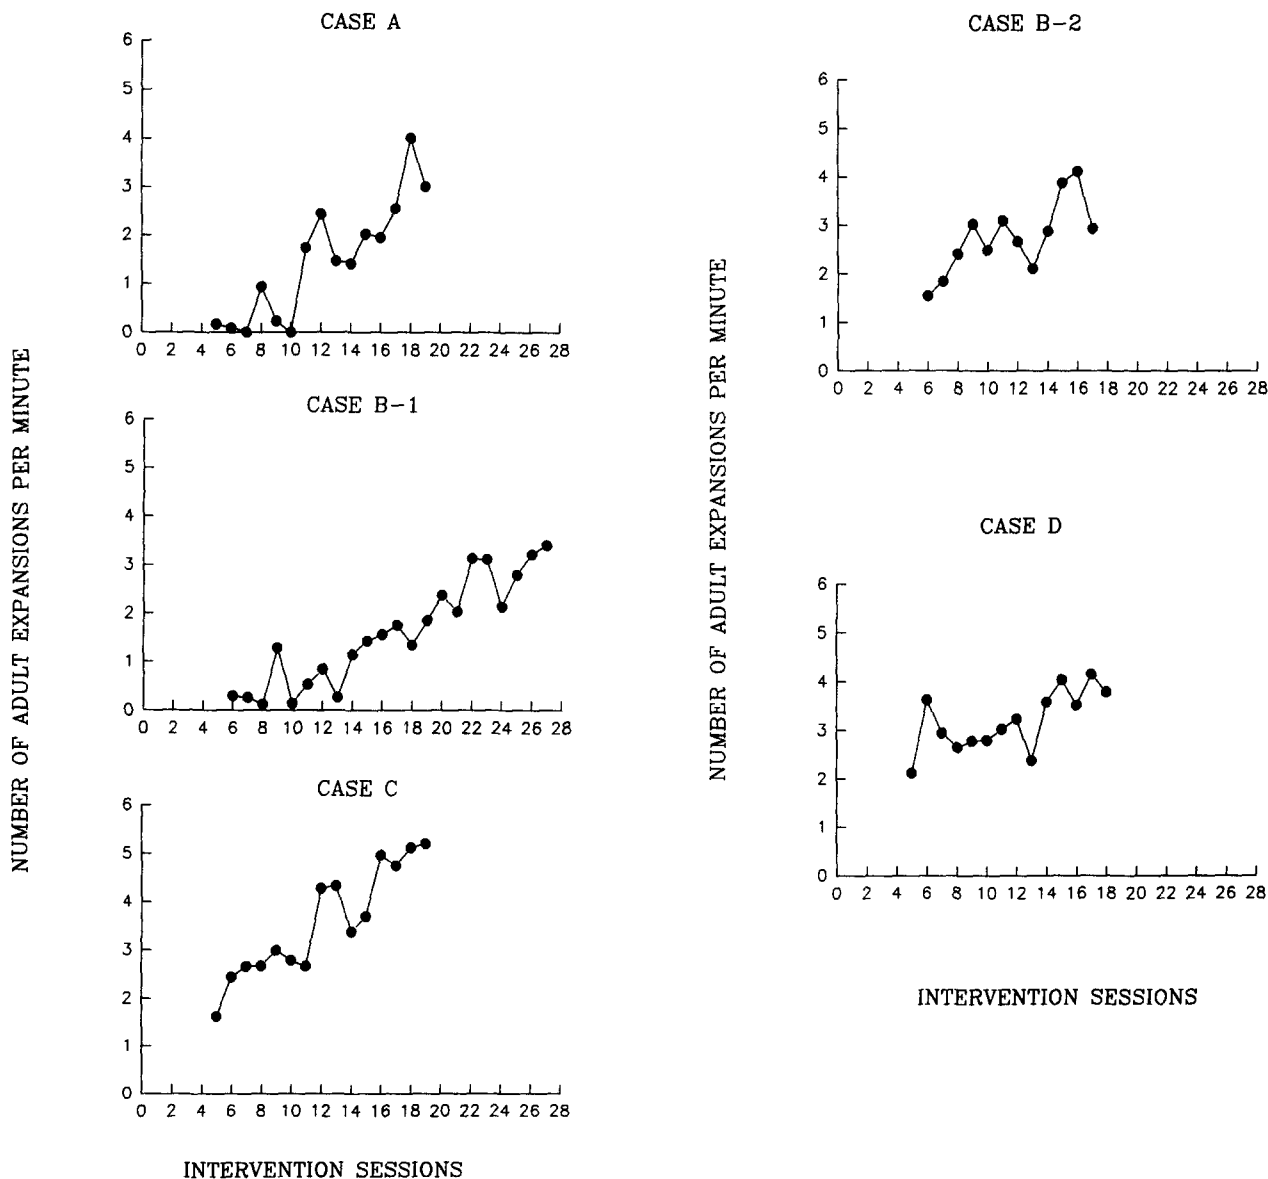 CASE A
6
5
4
3
2
1
0
0 2 4 6 8 10 12 14 16 18 20 22 24 26 28
CASE B-1
6
5
4
3
2
1
0
0 2 4 6 8 10 12 14 16 18 20 22 24 26 28
CASE C
6
5
4
3
2
1
0
0 2 4 6 8 10 12 14 16 18 20 22 24 26 28
NUMBER OF ADULT EXPANSIONS PER MINUTE
INTERVENTION SESSIONS
CASE B-2
6
5
4
3
2
1
0
0 2 4 6 8 10 12 14 16 18 20 22 24 26 28
CASE D
6
5
4
3
2
1
0
0 2 4 6 8 10 12 14 16 18 20 22 24 26 28
NUMBER OF ADULT EXPANSIONS PER MINUTE
INTERVENTION SESSIONS